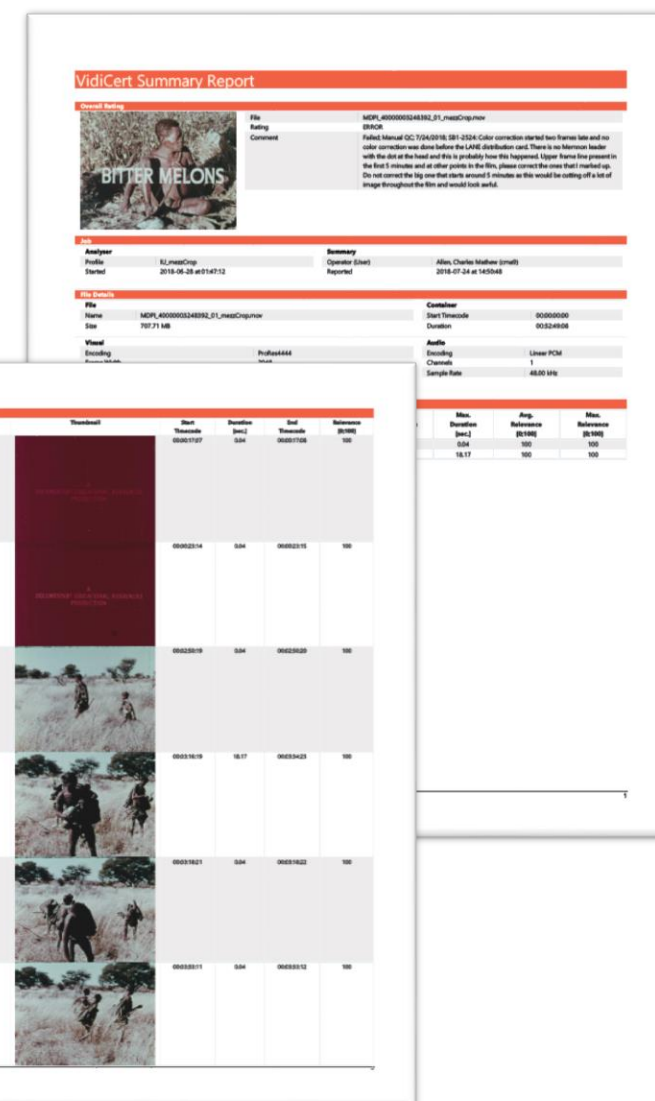 VidiCert Summary Report
Overall Rating
BITTER MELONS
File MDPI_40000003248392_01_mezzCrop.mov
Rating ERROR
Comment Failed; Manual QC; 7/24/2018; SB1-2524: Color correction started two frames late and no
color correction was done before the LANE distribution card. There is no Memnon leader
with the dot at the head and this is probably how this happened. Upper frame line present in
the first 5 minutes and at other points in the film, please correct the ones that I marked up.
Do not correct the big one that starts around 5 minutes as this would be cutting off a lot of
image throughout the film and would look awful.
Job
Analyser Summary
Profile IU_mezzCrop Operator (User) Allen, Charles Mathew (cmall)
Started 2018-06-28 at 01:47:12 Reported 2018-07-24 at 14:50:48
File Details
File Container
Name MDPI_40000003248392_01_mezzCrop.mov Start Timecode 00:00:00:00
Size 707.71 MB Duration 00:52:49:08
Visual Audio
Encoding ProRes4444 Encoding Linear PCM
Channels 1
Sample Rate 48.00 kHz
Max. Avg. Max.
Duration Relevance Relevance
[sec.] [0;100] [0;100]
0.04 100 100
18.17 100 100
1
Thumbnail Start Duration End Relevance
Timecode [sec.] Timecode [0;100]
00:00:17:07 0.04 00:00:17:08 100
00:00:23:14 0.04 00:00:23:15 100
PRODUCTION
00:02:50:19 0.04 00:02:50:20 100
00:03:16:19 18.17 100
00:03:18:21 0.04 00:03:18:22 100
00:03:33:11 0.04 00:03:33:12 100